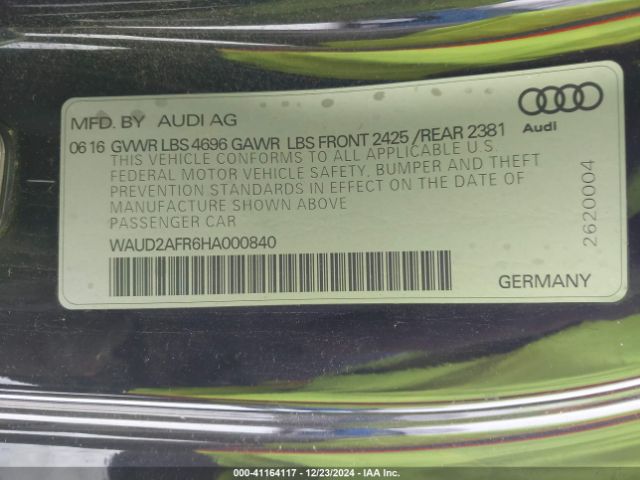 MFD. BY AUDI AG
Audi
06 16 GVWR LBS 4696 GAWR LBS FRONT 2425 /REAR 2381
THIS VEHICLE CONFORMS TO ALL APPLICABLE U.S.
FEDERAL MOTOR VEHICLE SAFETY, BUMPER AND THEFT
PREVENTION STANDARDS IN EFFECT ON THE DATE OF
MANUFACTURE SHOWN ABOVE
PASSENGER CAR
2620004
WAUD2AFR6HA000840
GERMANY
000-41164117 - 12/23/2024 - IAA Inc.